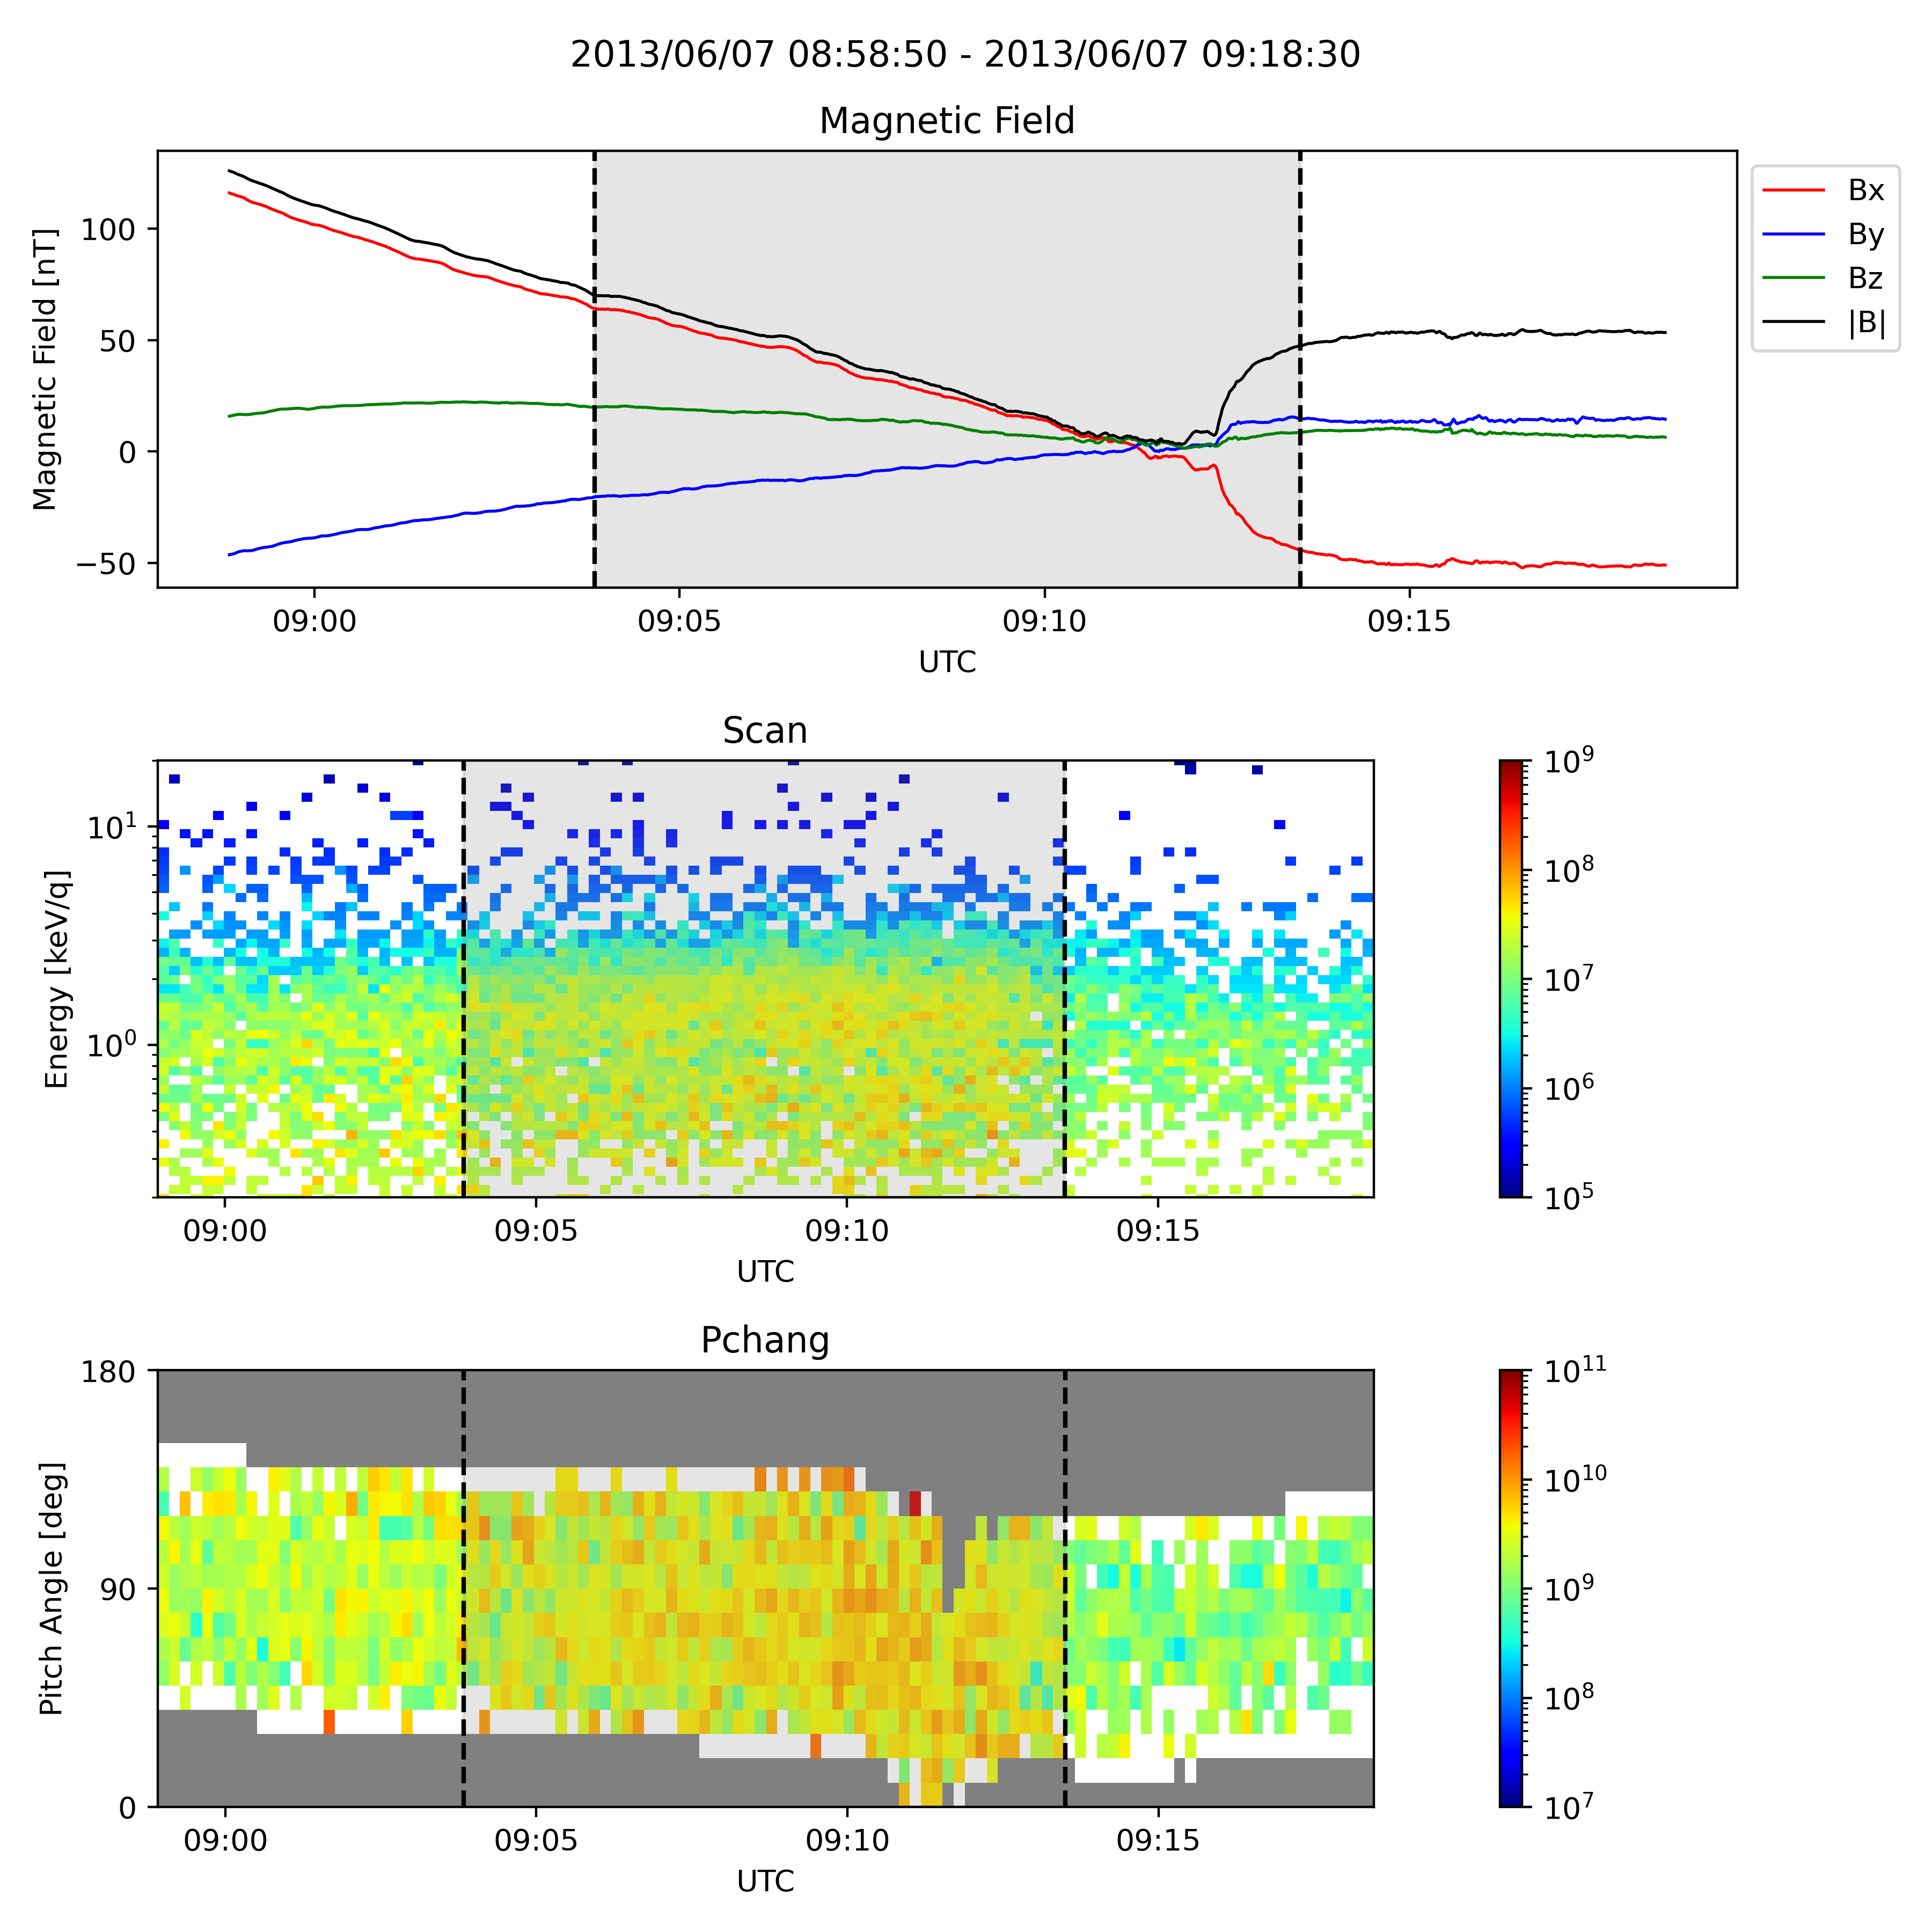 2013/06/07 08:58:50 - 2013/06/07 09:18:30
Magnetic Field
Magnetic Field [nT]
100
50
0
−50
09:00 09:05 09:10 09:15
UTC
Bx
By
Bz
|B|
Scan
Energy [keV/q]
10¹
10⁰
09:00 09:05 09:10 09:15
UTC
10⁹
10⁸
10⁷
10⁶
10⁵
Pchang
Pitch Angle [deg]
180
90
0
09:00 09:05 09:10 09:15
UTC
10¹¹
10¹⁰
10⁹
10⁸
10⁷